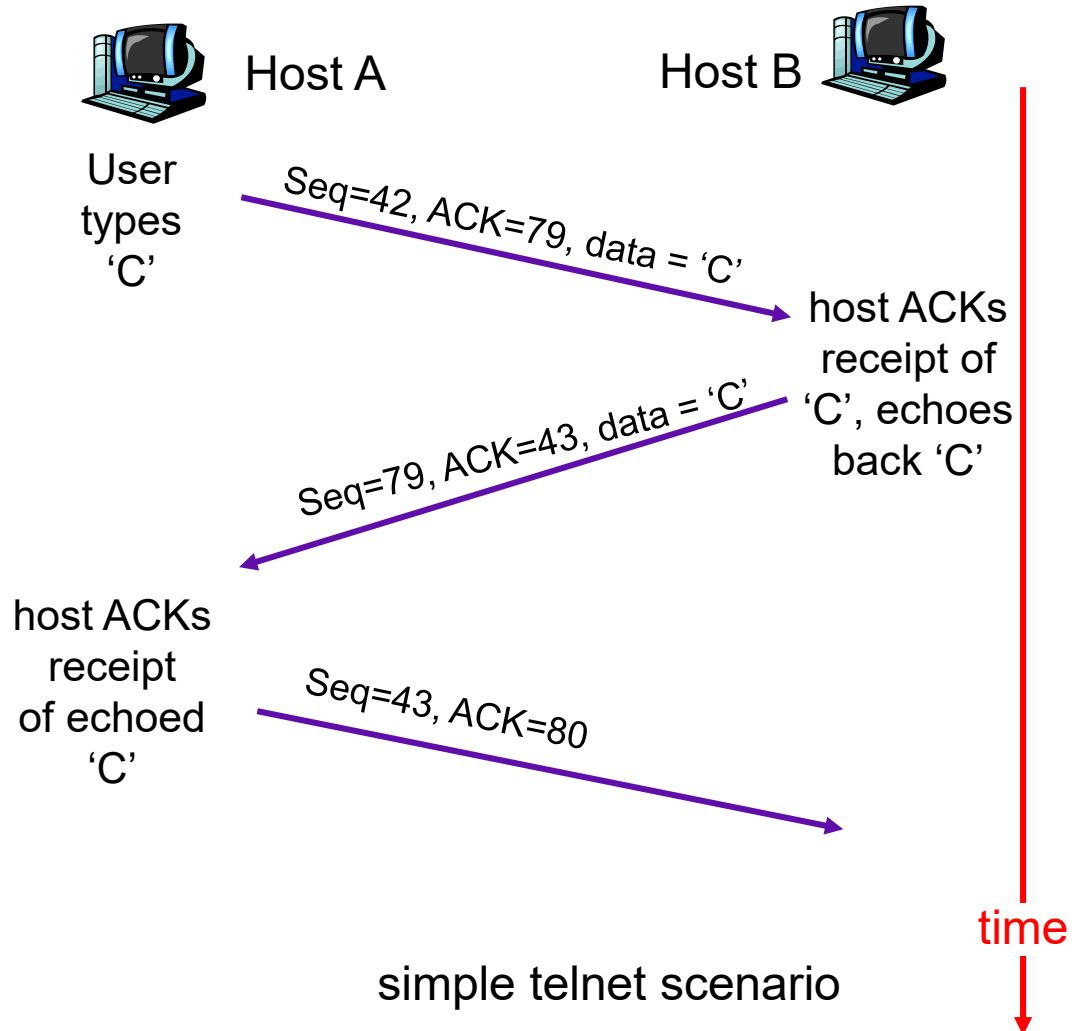 Host A
Host B
User
types
‘C’
Seq=42, ACK=79, data = ‘C’
host ACKs
receipt of
‘C’, echoes
back ‘C’
Seq=79, ACK=43, data = ‘C’
host ACKs
receipt
of echoed
‘C’
Seq=43, ACK=80
time
simple telnet scenario